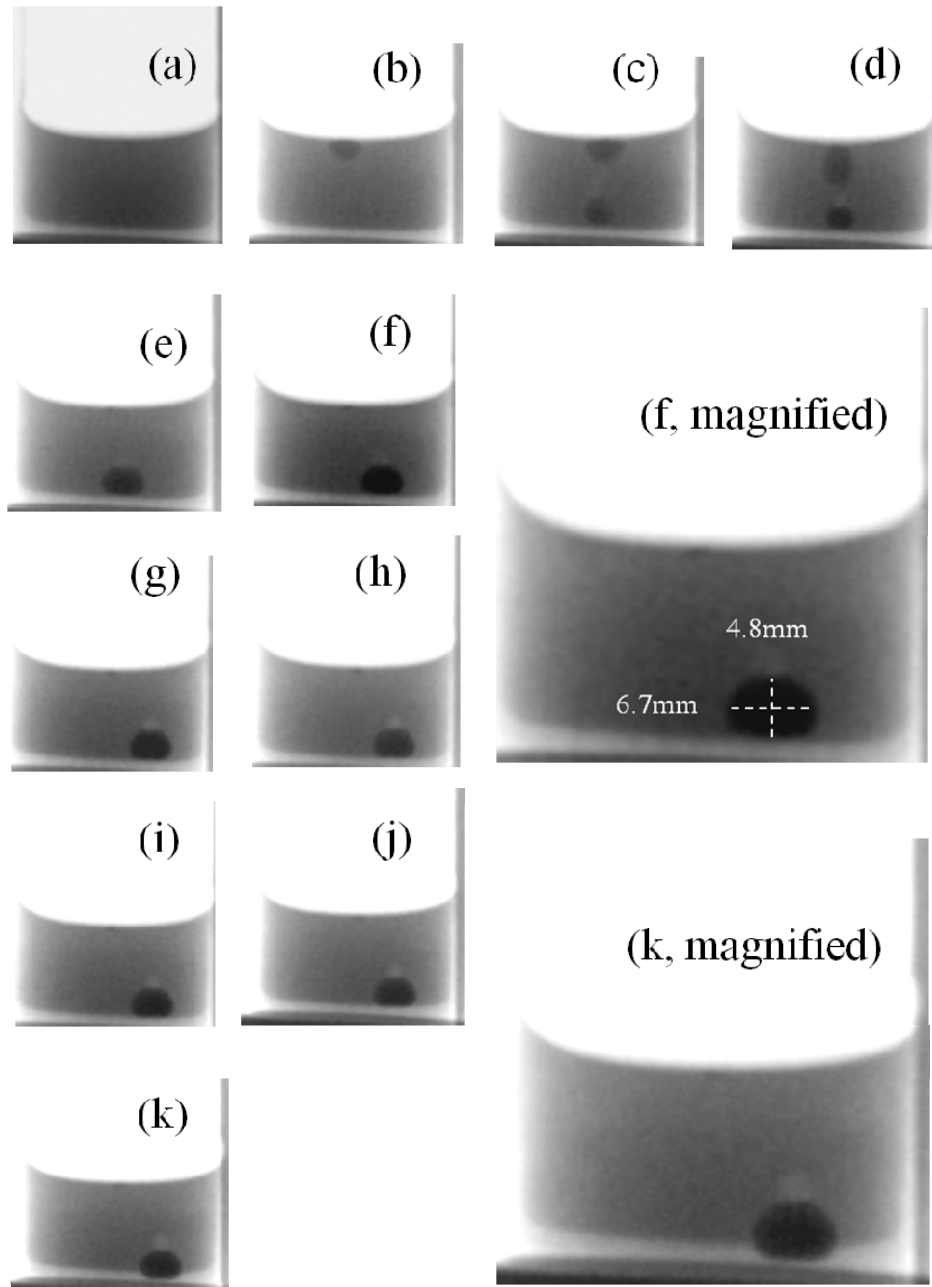 (a)
(b)
(c)
(d)
(e)
(f)
(f, magnified)
4.8mm
6.7mm
(g)
(h)
(i)
(j)
(k, magnified)
(k)